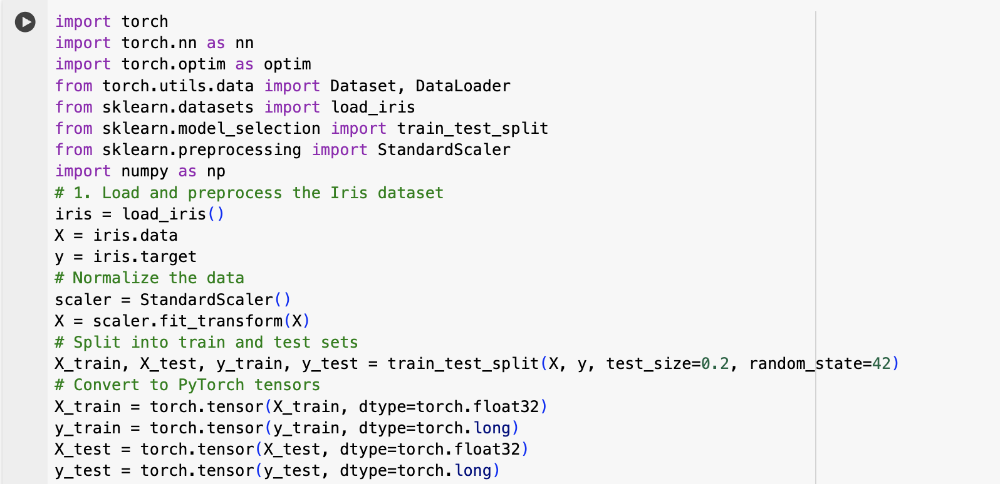 import torch
import torch.nn as nn
import torch.optim as optim
from torch.utils.data import Dataset, DataLoader
from sklearn.datasets import load_iris
from sklearn.model_selection import train_test_split
from sklearn.preprocessing import StandardScaler
import numpy as np
# 1. Load and preprocess the Iris dataset
iris = load_iris()
X = iris.data
y = iris.target
# Normalize the data
scaler = StandardScaler()
X = scaler.fit_transform(X)
# Split into train and test sets
X_train, X_test, y_train, y_test = train_test_split(X, y, test_size=0.2, random_state=42)
# Convert to PyTorch tensors
X_train = torch.tensor(X_train, dtype=torch.float32)
y_train = torch.tensor(y_train, dtype=torch.long)
X_test = torch.tensor(X_test, dtype=torch.float32)
y_test = torch.tensor(y_test, dtype=torch.long)